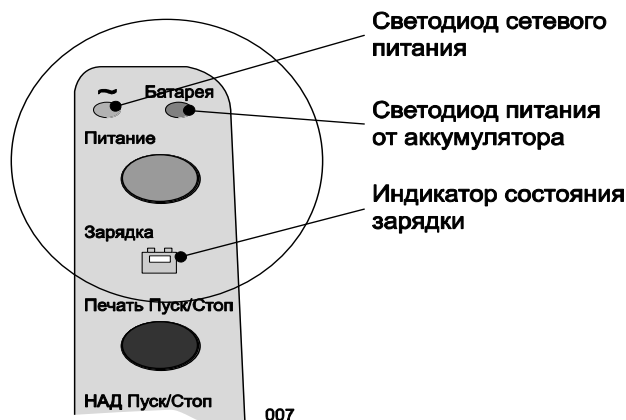 Светодиод сетевого
питания
~ Батарея
Светодиод питания
от аккумулятора
Питание
Индикатор состояния
зарядки
Зарядка
Печать Пуск/Стоп
НАД Пуск/Стоп
007